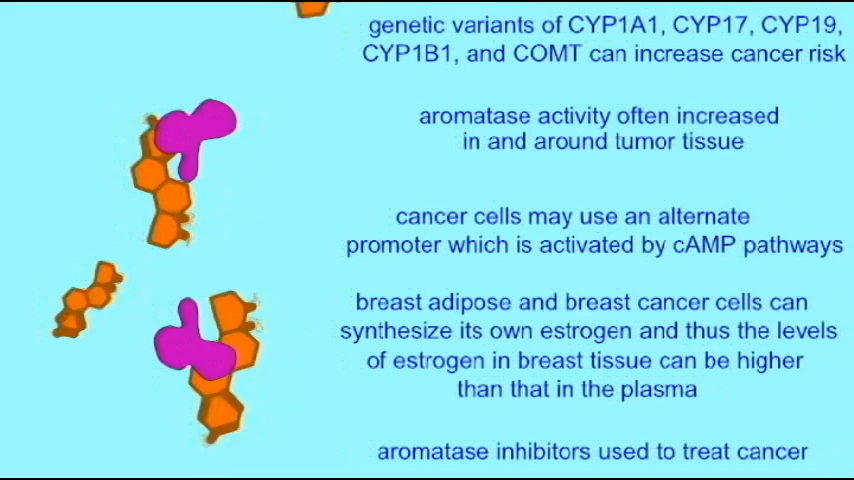 genetic variants of CYP1A1, CYP17, CYP19,
CYP1B1, and COMT can increase cancer risk
aromatase activity often increased
in and around tumor tissue
cancer cells may use an alternate
promoter which is activated by cAMP pathways
breast adipose and breast cancer cells can
synthesize its own estrogen and thus the levels
of estrogen in breast tissue can be higher
than that in the plasma
aromatase inhibitors used to treat cancer